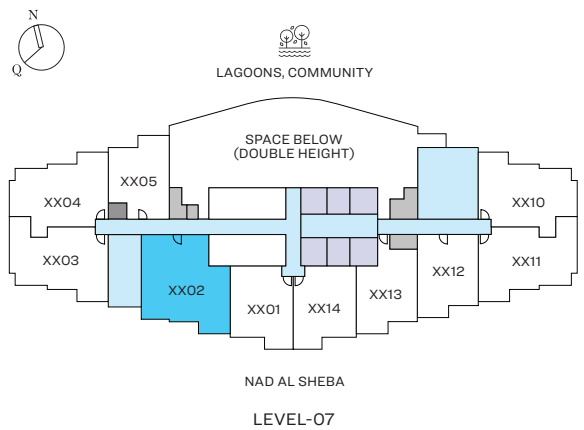 N
Q
LAGOONS, COMMUNITY
SPACE BELOW
(DOUBLE HEIGHT)
XX05
XX04
XX10
XX03
XX11
XX12
XX02
XX13
XX01
XX14
NAD AL SHEBA
LEVEL-07